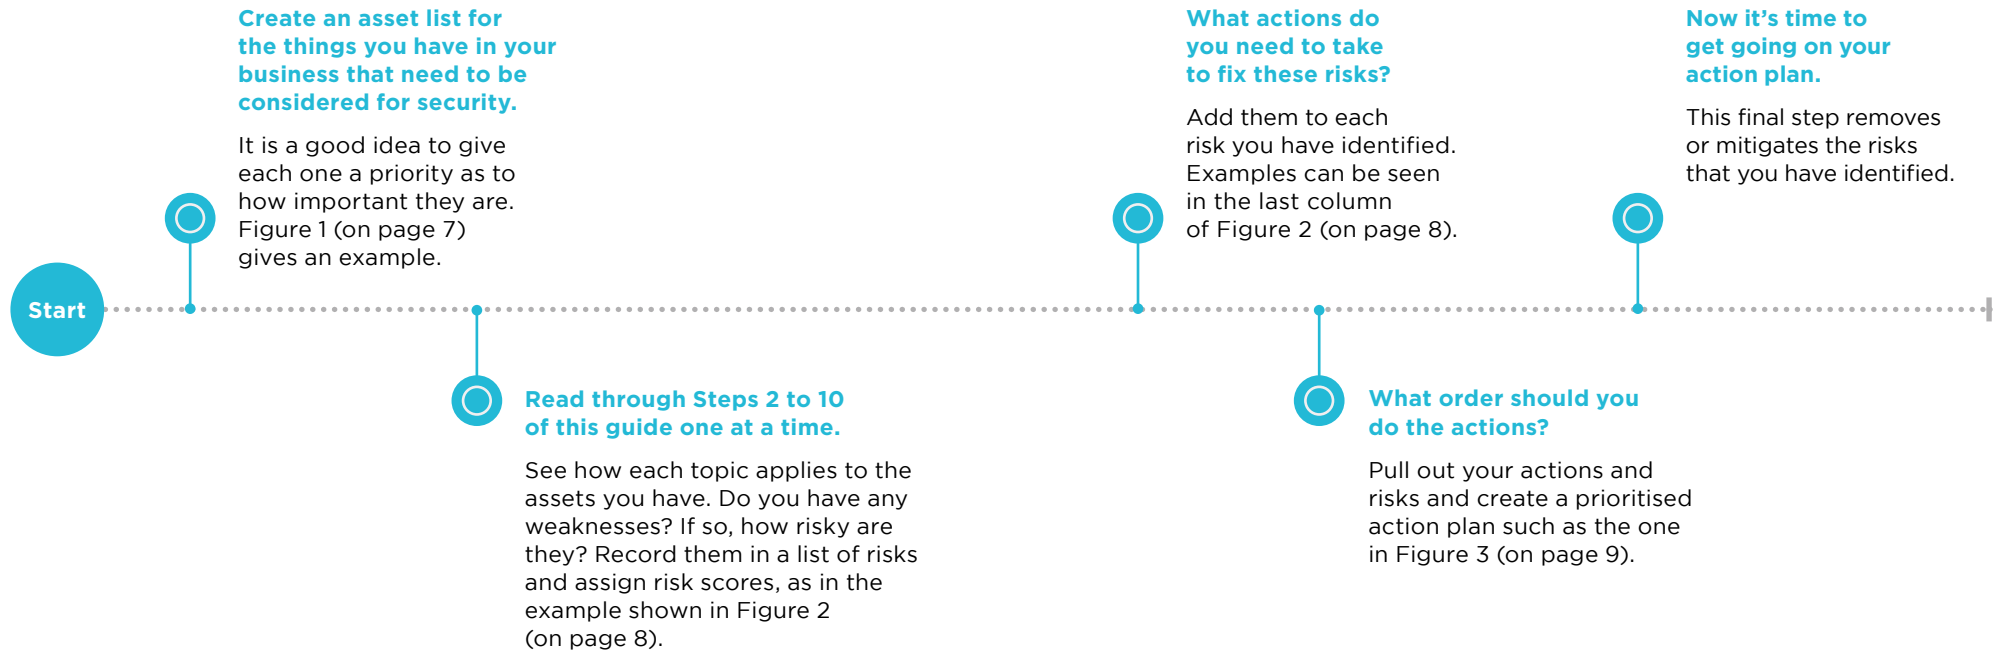 Start
Create an asset list for
the things you have in your
business that need to be
considered for security.
It is a good idea to give
each one a priority as to
how important they are.
Figure 1 (on page 7)
gives an example.
Read through Steps 2 to 10
of this guide one at a time.
See how each topic applies to the
assets you have. Do you have any
weaknesses? If so, how risky are
they? Record them in a list of risks
and assign risk scores, as in the
example shown in Figure 2
(on page 8).
What actions do
you need to take
to fix these risks?
Add them to each
risk you have identified.
Examples can be seen
in the last column
of Figure 2 (on page 8).
What order should you
do the actions?
Pull out your actions and
risks and create a prioritised
action plan such as the one
in Figure 3 (on page 9).
Now it’s time to
get going on your
action plan.
This final step removes
or mitigates the risks
that you have identified.